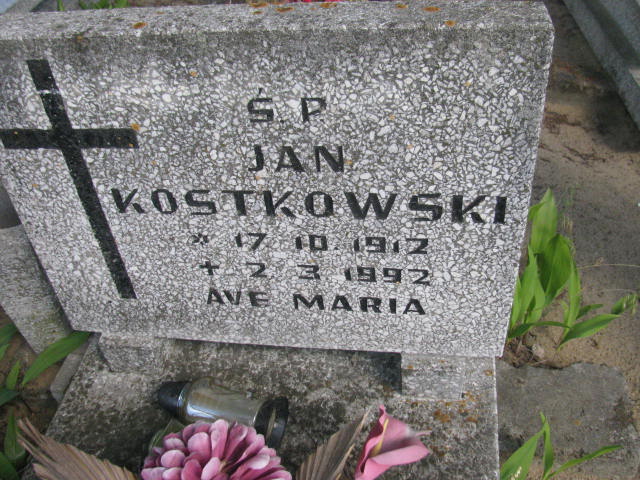 Ś. P.
JAN
KOSTKOWSKI
* 17 10. 1912
+ 2 3 1992
AVE MARIA